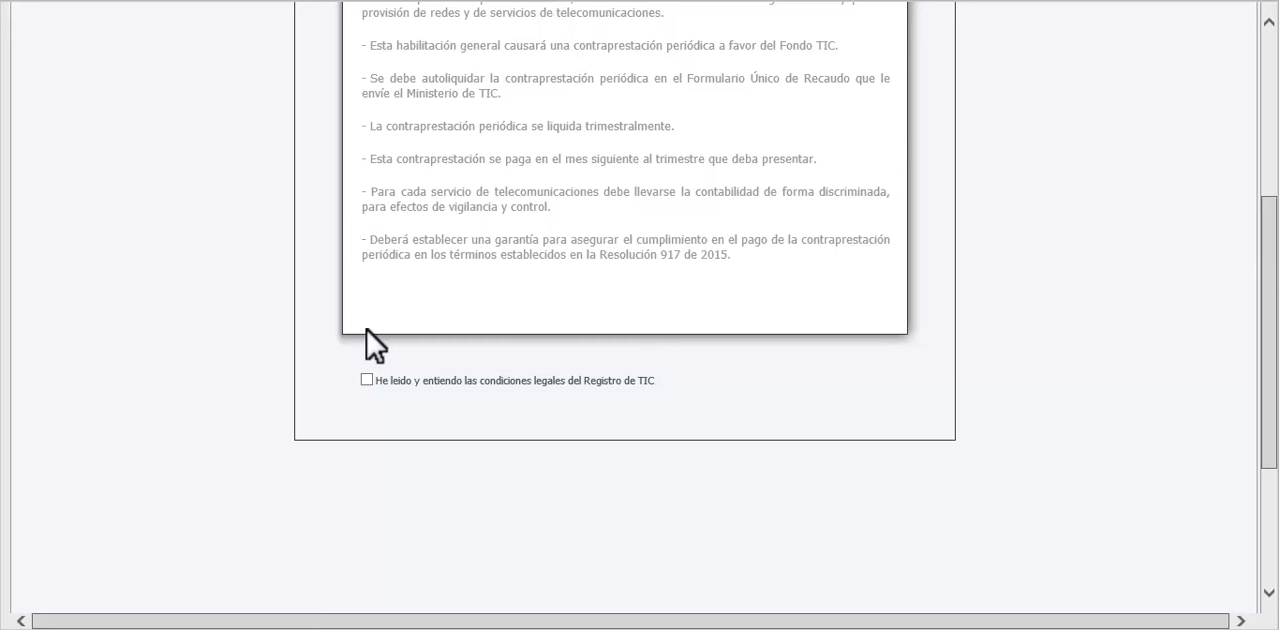 provisión de redes y de servicios de telecomunicaciones.
- Esta habilitación general causará una contraprestación periódica a favor del Fondo TIC.
- Se debe autoliquidar la contraprestación periódica en el Formulario Único de Recaudo que le
envíe el Ministerio de TIC.
- La contraprestación periódica se liquida trimestralmente.
- Esta contraprestación se paga en el mes siguiente al trimestre que deba presentar.
- Para cada servicio de telecomunicaciones debe llevarse la contabilidad de forma discriminada,
para efectos de vigilancia y control.
- Deberá establecer una garantía para asegurar el cumplimiento en el pago de la contraprestación
periódica en los términos establecidos en la Resolución 917 de 2015.
He leido y entiendo las condiciones legales del Registro de TIC